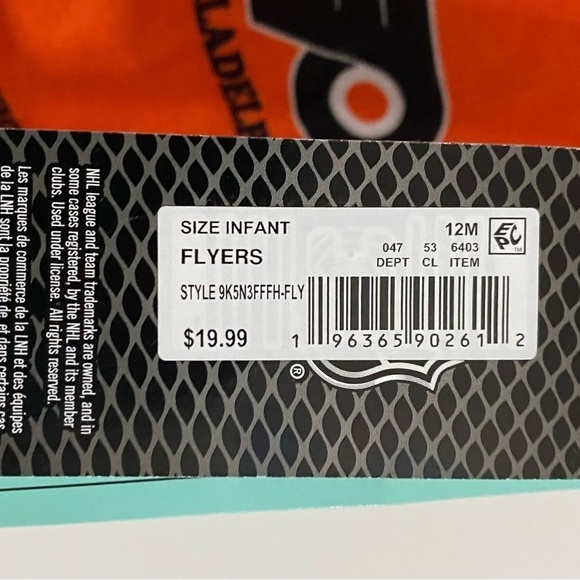 LADELP
SIZE INFANT 12M EPC
FLYERS
047 53 6403
DEPT CL ITEM
STYLE 9K5N3FFFH-FLY
$19.99
1 96365 90261 2
®
NHL league and team trademarks are owned, and in
some cases registered, by the NHL and its member
clubs. Used under license. All rights reserved.
Les marques de commerce de la LNH et des équipes
de la LNH sont la propriété de, et dans certains cas